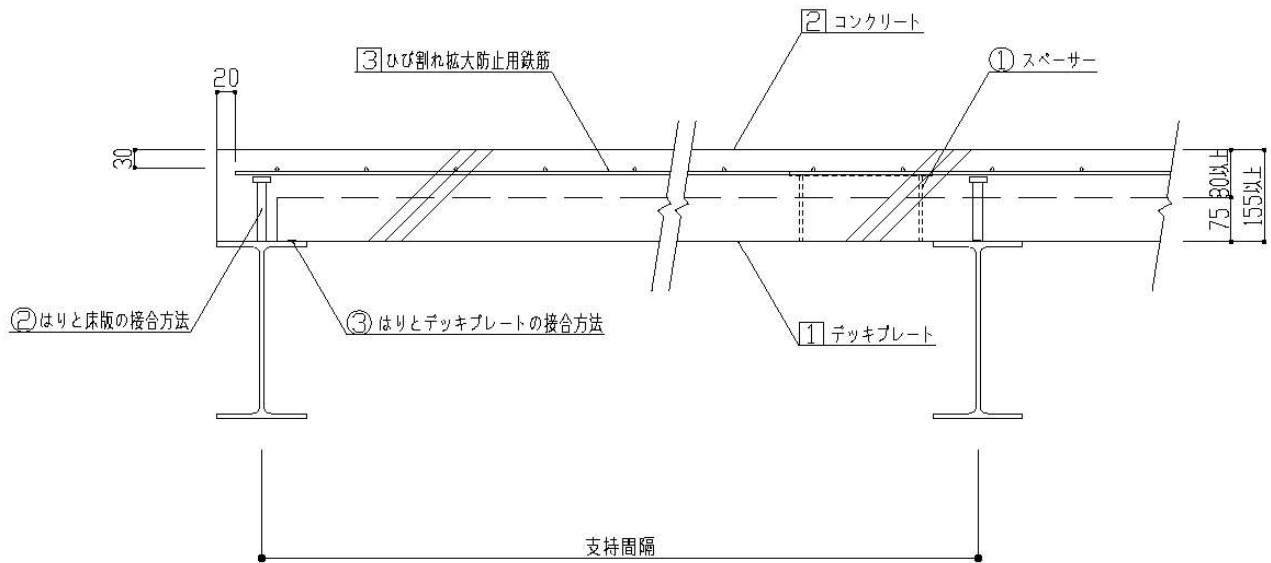 2 コンクリート
3 ひび割れ拡大防止用鉄筋
① スペーサー
20
30
80以上
75
155以上
② はりと床版の接合方法
③ はりとデッキプレートの接合方法
1 デッキプレート
支持間隔